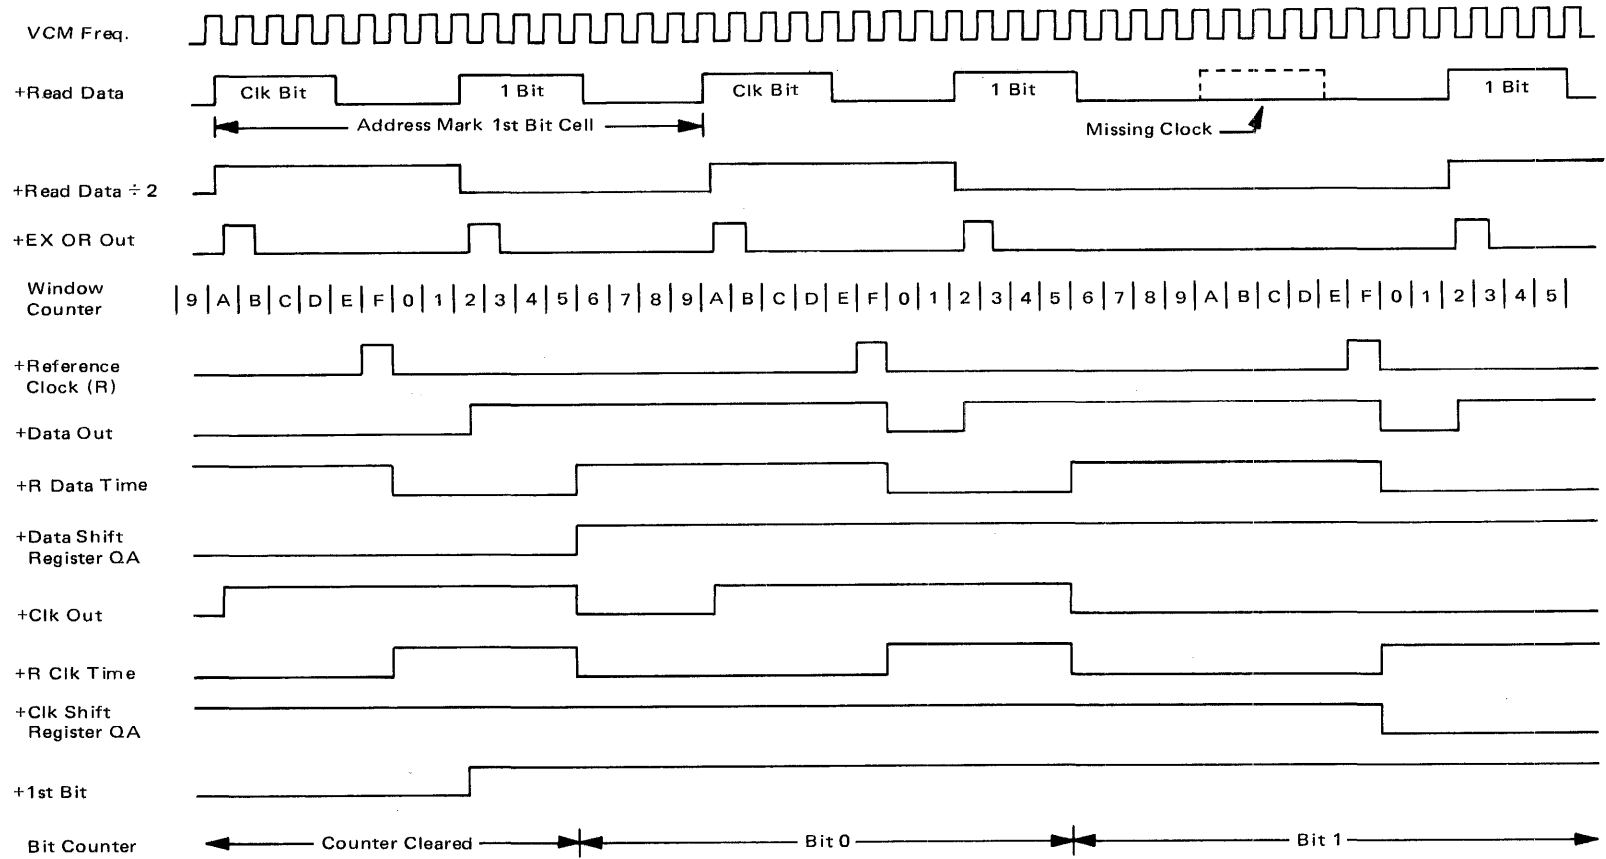 VCM Freq.
+Read Data
Clk Bit
1 Bit
Clk Bit
1 Bit
1 Bit
Address Mark 1st Bit Cell
Missing Clock
+Read Data ÷ 2
+EX OR Out
Window
Counter
9 A B C D E F 0 1 2 3 4 5 6 7 8 9 A B C D E F 0 1 2 3 4 5 6 7 8 9 A B C D E F 0 1 2 3 4 5
+Reference
Clock (R)
+Data Out
+R Data Time
+Data Shift
Register QA
+Clk Out
+R Clk Time
+Clk Shift
Register QA
+1st Bit
Bit Counter
Counter Cleared
Bit 0
Bit 1